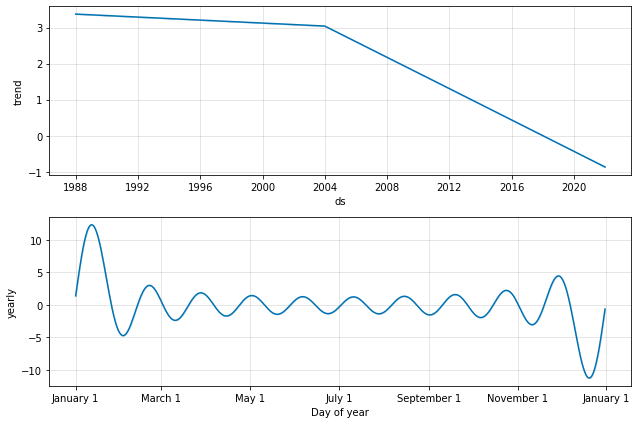 3
2
1
0
−1
trend
1988 1992 1996 2000 2004 2008 2012 2016 2020
ds
10
5
0
−5
−10
yearly
January 1 March 1 May 1 July 1 September 1 November 1 January 1
Day of year